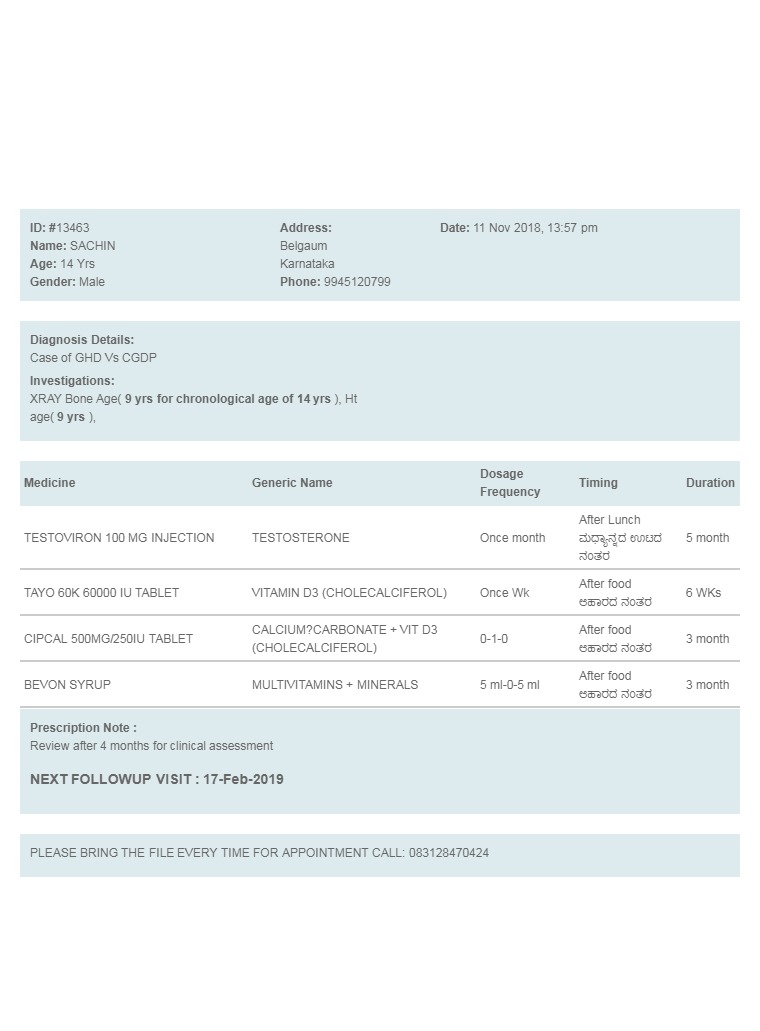 ID: #13463
Name: SACHIN
Age: 14 Yrs
Gender: Male
Address:
Belgaum
Karnataka
Phone: 9945120799
Date: 11 Nov 2018, 13:57 pm
Diagnosis Details:
Case of GHD Vs CGDP
Investigations:
XRAY Bone Age( 9 yrs for chronological age of 14 yrs ), Ht
age( 9 yrs ),
Medicine Generic Name Dosage Frequency Timing Duration
TESTOVIRON 100 MG INJECTION TESTOSTERONE Once month After Lunch ಮಧ್ಯಾನ್ನದ ಊಟದ ನಂತರ 5 month
TAYO 60K 60000 IU TABLET VITAMIN D3 (CHOLECALCIFEROL) Once Wk After food ಆಹಾರದ ನಂತರ 6 WKs
CIPCAL 500MG/250IU TABLET CALCIUM?CARBONATE + VIT D3 (CHOLECALCIFEROL) 0-1-0 After food ಆಹಾರದ ನಂತರ 3 month
BEVON SYRUP MULTIVITAMINS + MINERALS 5 ml-0-5 ml After food ಆಹಾರದ ನಂತರ 3 month
Prescription Note :
Review after 4 months for clinical assessment
NEXT FOLLOWUP VISIT : 17-Feb-2019
PLEASE BRING THE FILE EVERY TIME FOR APPOINTMENT CALL: 083128470424